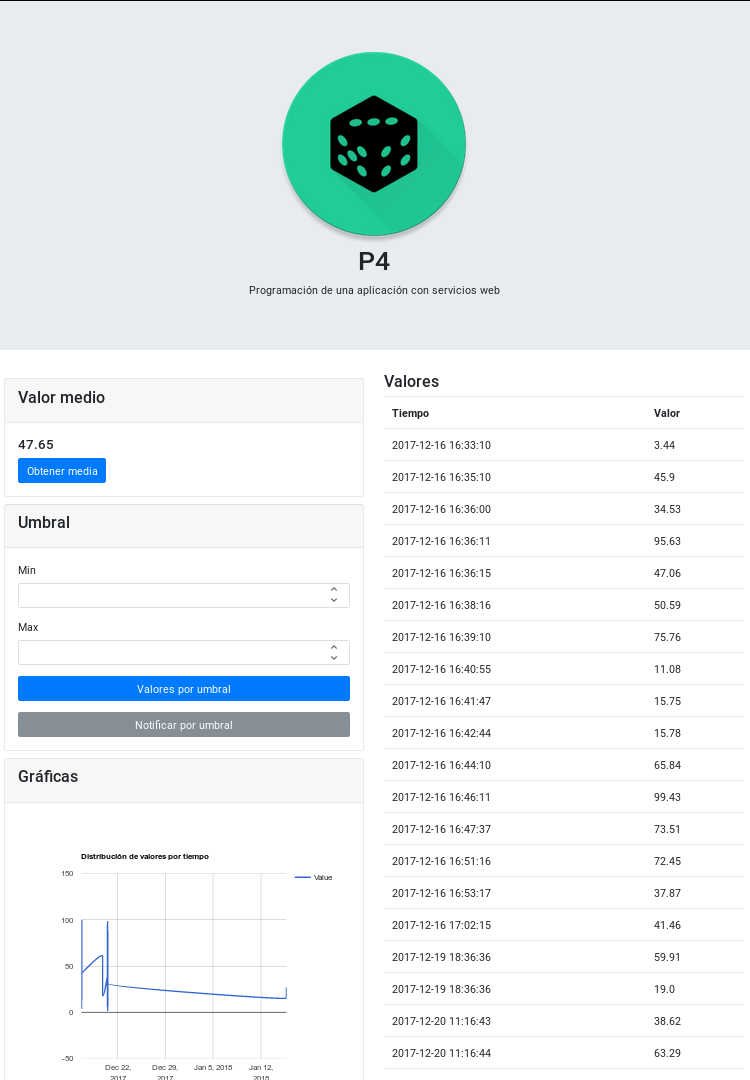 P4
Programación de una aplicación con servicios web
Valor medio
47.65
Obtener media
Umbral
Min
Max
Valores por umbral
Notificar por umbral
Gráficas
Distribución de valores por tiempo
150
100
50
0
-50
Value
Dec 22, 2017
Dec 29, 2017
Jan 5, 2018
Jan 12, 2018
Valores
Tiempo Valor
2017-12-16 16:33:10 3.44
2017-12-16 16:35:10 45.9
2017-12-16 16:36:00 34.53
2017-12-16 16:36:11 95.63
2017-12-16 16:36:15 47.06
2017-12-16 16:38:16 50.59
2017-12-16 16:39:10 75.76
2017-12-16 16:40:55 11.08
2017-12-16 16:41:47 15.75
2017-12-16 16:42:44 15.78
2017-12-16 16:44:10 65.84
2017-12-16 16:46:11 99.43
2017-12-16 16:47:37 73.51
2017-12-16 16:51:16 72.45
2017-12-16 16:53:17 37.87
2017-12-16 17:02:15 41.46
2017-12-19 18:36:36 59.91
2017-12-19 18:36:36 19.0
2017-12-20 11:16:43 38.62
2017-12-20 11:16:44 63.29